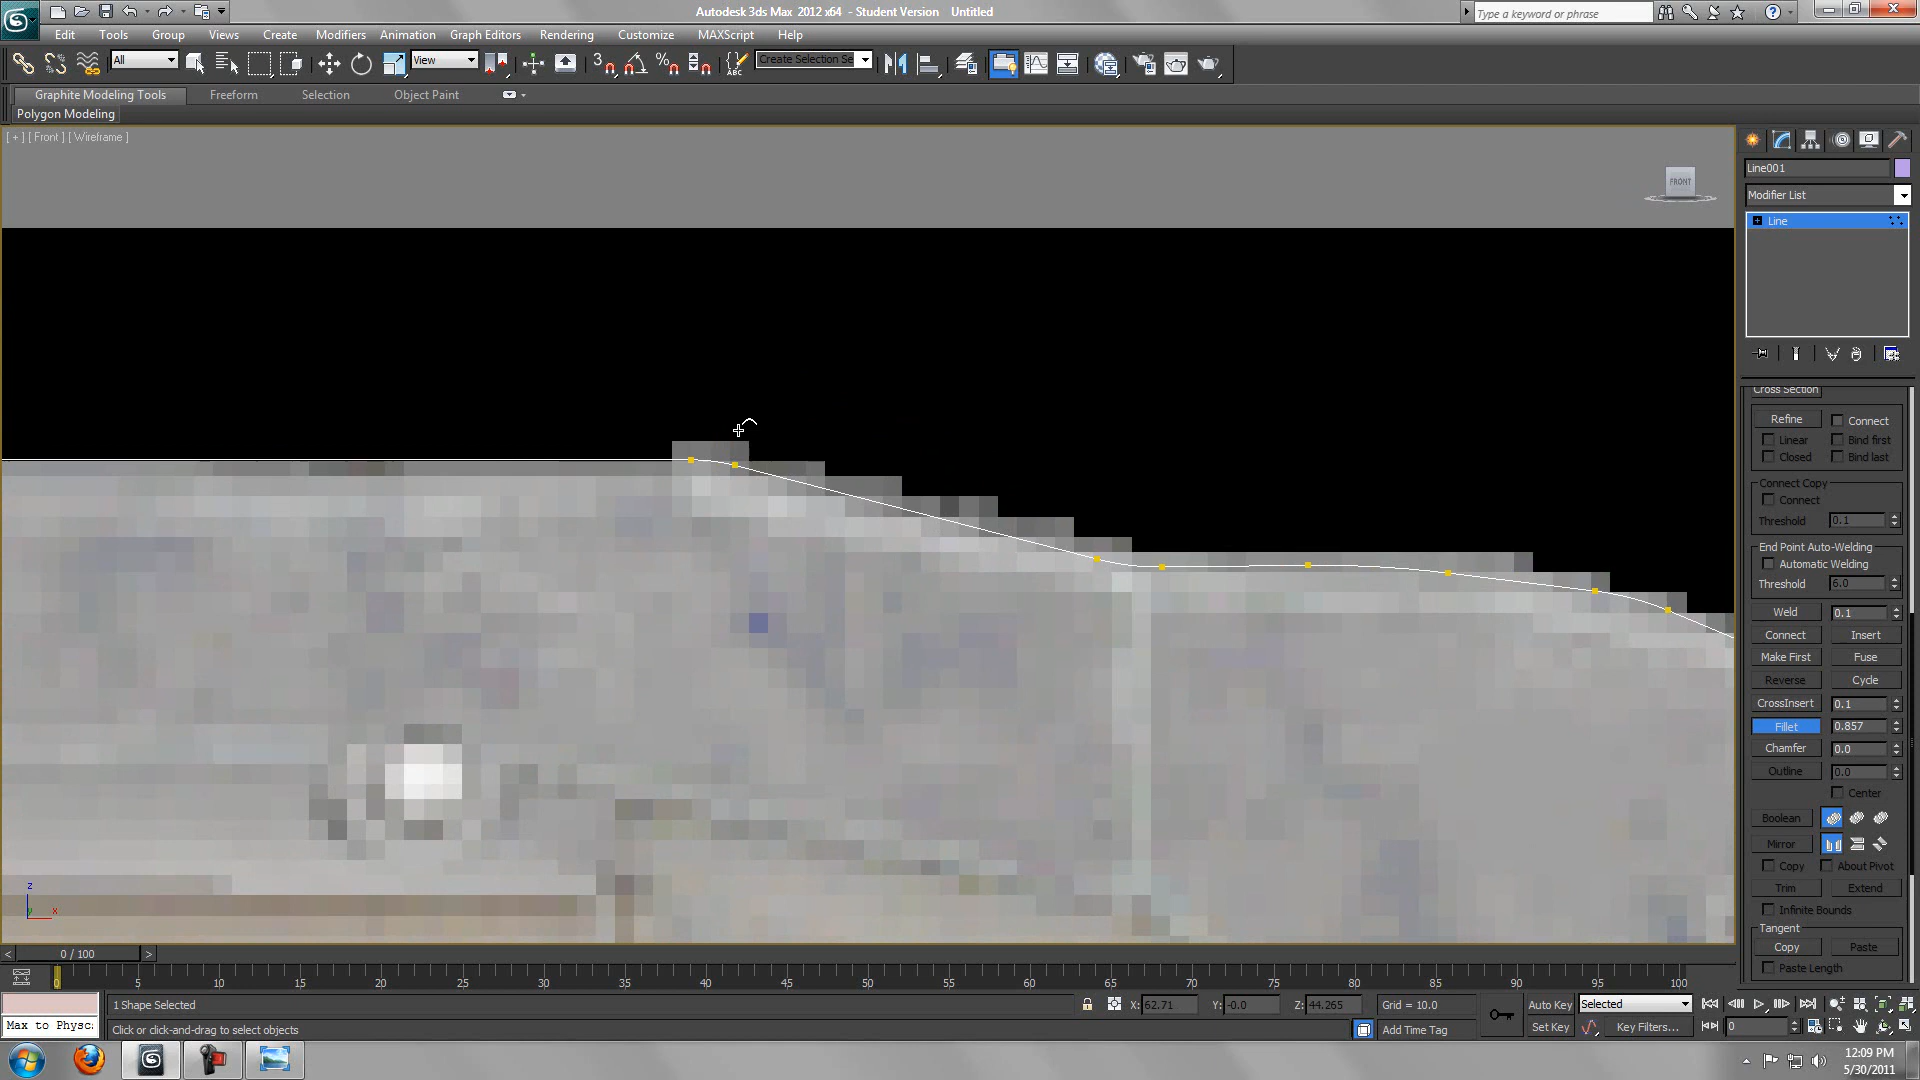 Autodesk 3ds Max 2012 x64 - Student Version Untitled
Type a keyword or phrase
Edit Tools Group Views Create Modifiers Animation Graph Editors Rendering Customize MAXScript Help
All View Create Selection Se
Graphite Modeling Tools Freeform Selection Object Paint
Polygon Modeling
[ + ] [ Front ] [ Wireframe ]
FRONT
Line001
Modifier List
Line
Cross Section
Refine Connect
Linear Bind first
Closed Bind last
Connect Copy
Connect
Threshold 0.1
End Point Auto-Welding
Automatic Welding
Threshold 6.0
Weld 0.1
Connect Insert
Make First Fuse
Reverse Cycle
CrossInsert 0.1
Fillet 0.857
Chamfer 0.0
Outline 0.0
Center
Boolean
Mirror
Copy About Pivot
Trim Extend
Infinite Bounds
Tangent
Copy Paste
Paste Length
z
y x
< 0 / 100 >
0 5 10 15 20 25 30 35 40 45 50 55 60 65 70 75 80 85 90 95 100
1 Shape Selected X: 62.71 Y: -0.0 Z: 44.265 Grid = 10.0 Auto Key Selected
Max to Physc: Click or click-and-drag to select objects Add Time Tag Set Key Key Filters... 0
12:09 PM
5/30/2011